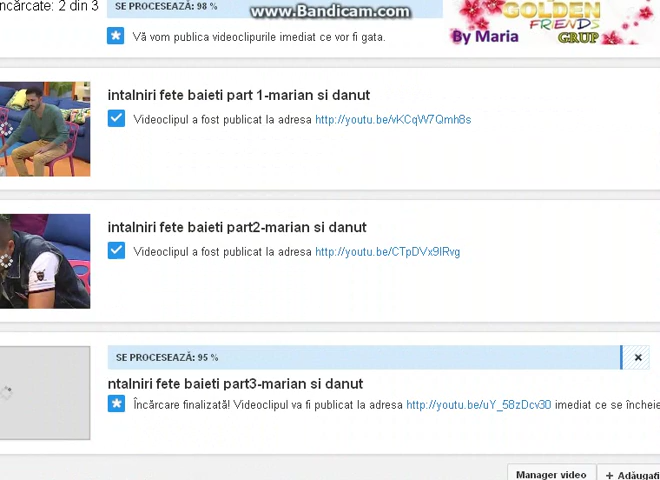 www.Bandicam.com
ncărcate: 2 din 3
SE PROCESEAZĂ: 98 %
Vă vom publica videoclipurile imediat ce vor fi gata.
GOLDEN
FRIENDS
By Maria
GRUP
intalniri fete baieti part 1-marian si danut
Videoclipul a fost publicat la adresa http://youtu.be/vKCqW7Qmh8s
intalniri fete baieti part2-marian si danut
Videoclipul a fost publicat la adresa http://youtu.be/CTpDVx9lRvg
SE PROCESEAZĂ: 95 %
ntalniri fete baieti part3-marian si danut
Încărcare finalizată! Videoclipul va fi publicat la adresa http://youtu.be/uY_58zDcv30 imediat ce se încheie
Manager video
+ Adăugați